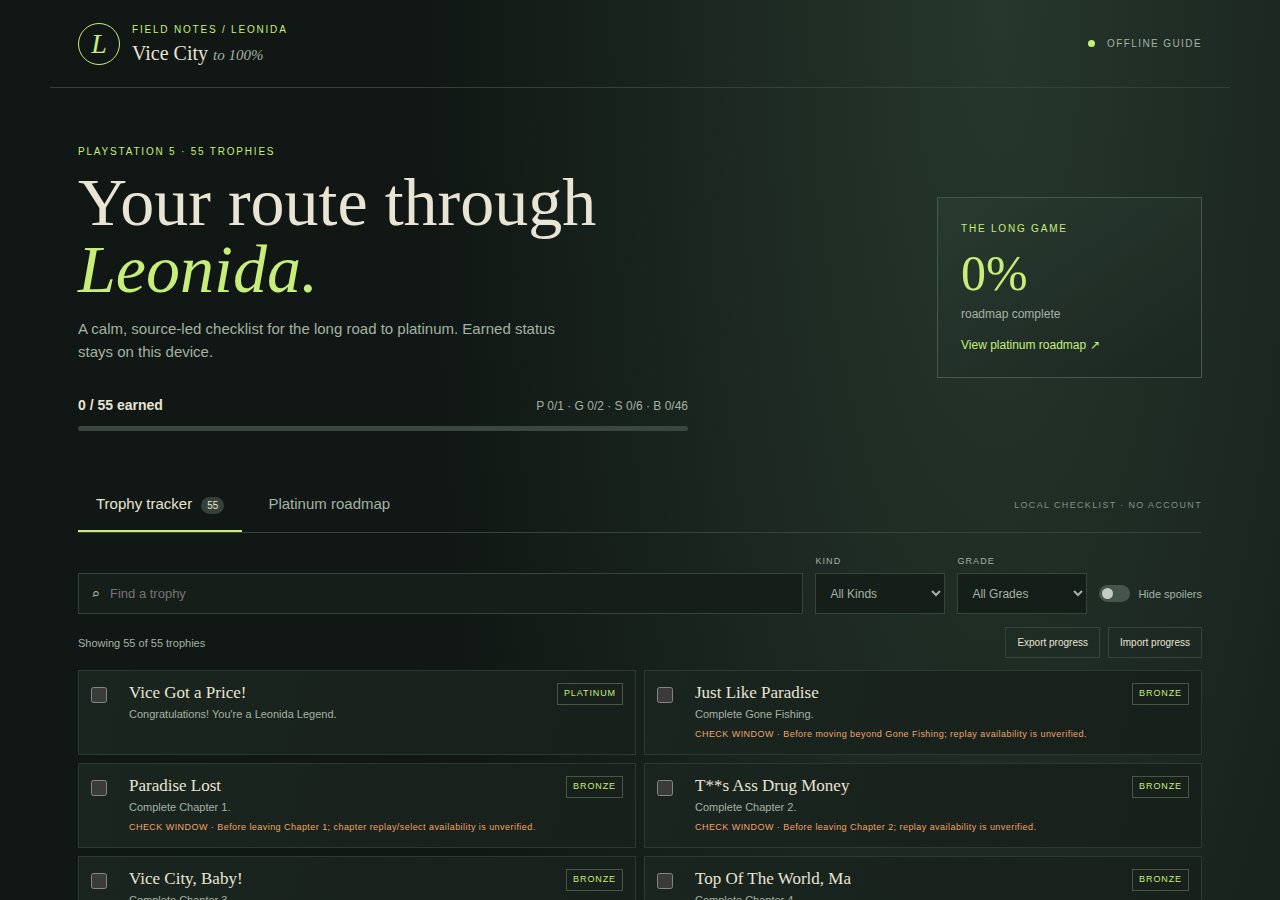 L
FIELD NOTES / LEONIDA
Vice City to 100%
OFFLINE GUIDE
PLAYSTATION 5 · 55 TROPHIES
Your route through
Leonida.
A calm, source-led checklist for the long road to platinum. Earned status
stays on this device.
0 / 55 earned
P 0/1 · G 0/2 · S 0/6 · B 0/46
THE LONG GAME
0%
roadmap complete
View platinum roadmap ↗
Trophy tracker 55
Platinum roadmap
LOCAL CHECKLIST · NO ACCOUNT
KIND
GRADE
⌕ Find a trophy
All Kinds
All Grades
Hide spoilers
Showing 55 of 55 trophies
Export progress
Import progress
Vice Got a Price!
PLATINUM
Congratulations! You're a Leonida Legend.
Just Like Paradise
BRONZE
Complete Gone Fishing.
CHECK WINDOW · Before moving beyond Gone Fishing; replay availability is unverified.
Paradise Lost
BRONZE
Complete Chapter 1.
CHECK WINDOW · Before leaving Chapter 1; chapter replay/select availability is unverified.
T**s Ass Drug Money
BRONZE
Complete Chapter 2.
CHECK WINDOW · Before leaving Chapter 2; replay availability is unverified.
Vice City, Baby!
BRONZE
Complete Chapter 3.
Top Of The World, Ma
BRONZE
Complete Chapter 4.